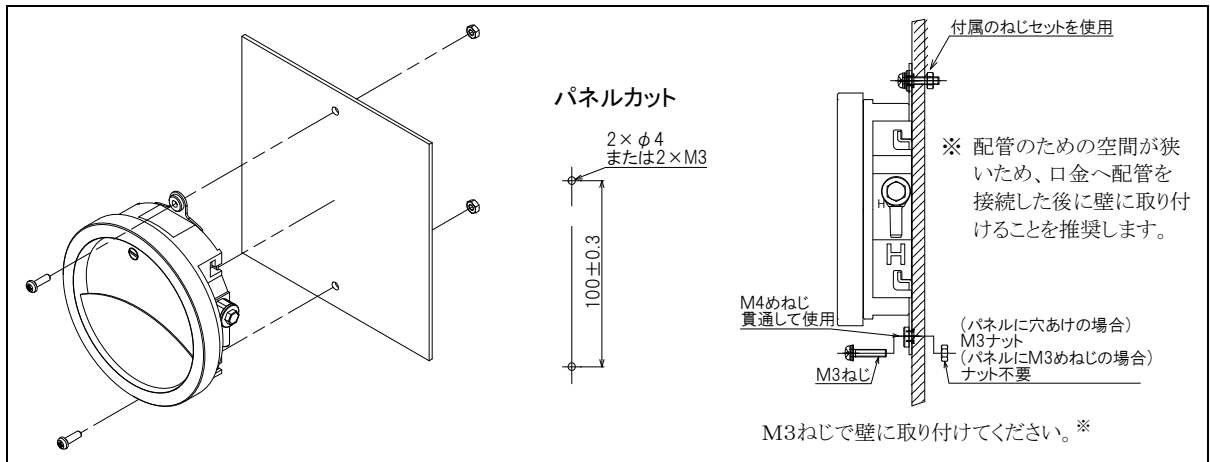 パネルカット
2×φ4
または2×M3
100±0.3
付属のねじセットを使用
※ 配管のための空間が狭
いため、口金へ配管を
接続した後に壁に取り付
けることを推奨します。
H
H
M4めねじ
貫通して使用
M3ねじ
(パネルに穴あけの場合)
M3ナット
(パネルにM3めねじの場合)
ナット不要
M3ねじで壁に取り付けてください。※